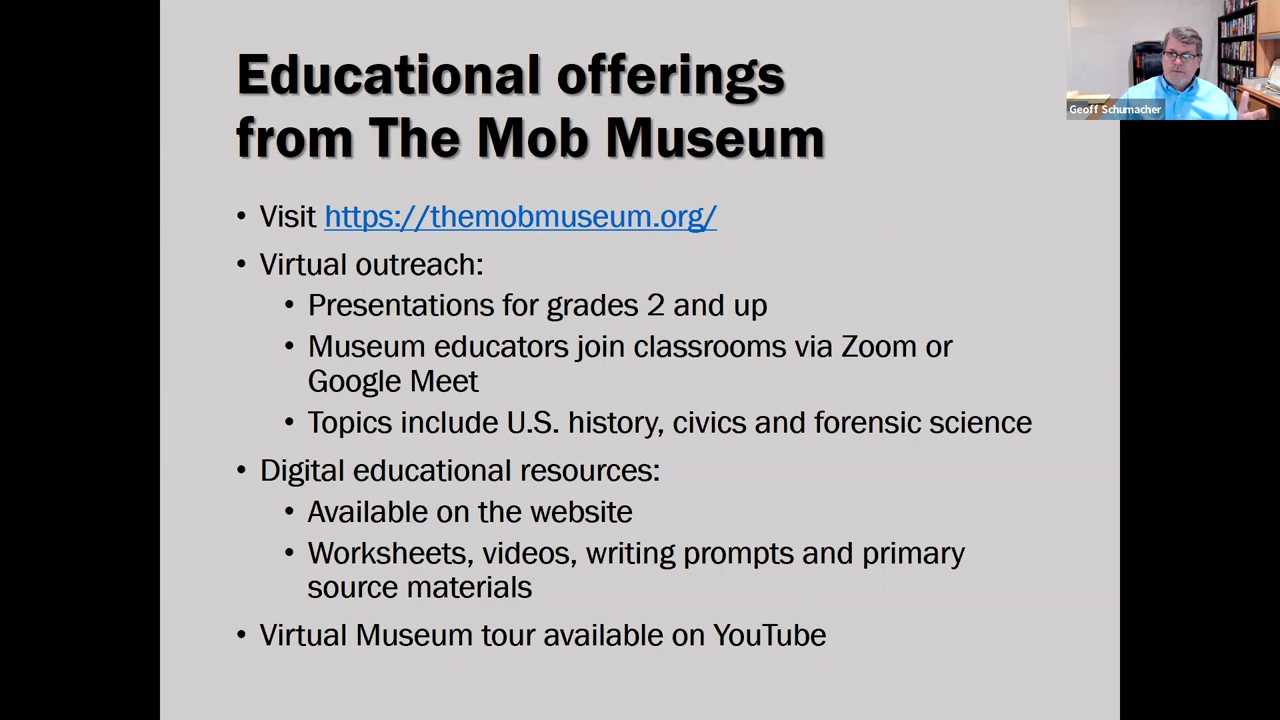 Educational offerings
from The Mob Museum
Geoff Schumacher
• Visit https://themobmuseum.org/
• Virtual outreach:
• Presentations for grades 2 and up
• Museum educators join classrooms via Zoom or
Google Meet
• Topics include U.S. history, civics and forensic science
• Digital educational resources:
• Available on the website
• Worksheets, videos, writing prompts and primary
source materials
• Virtual Museum tour available on YouTube